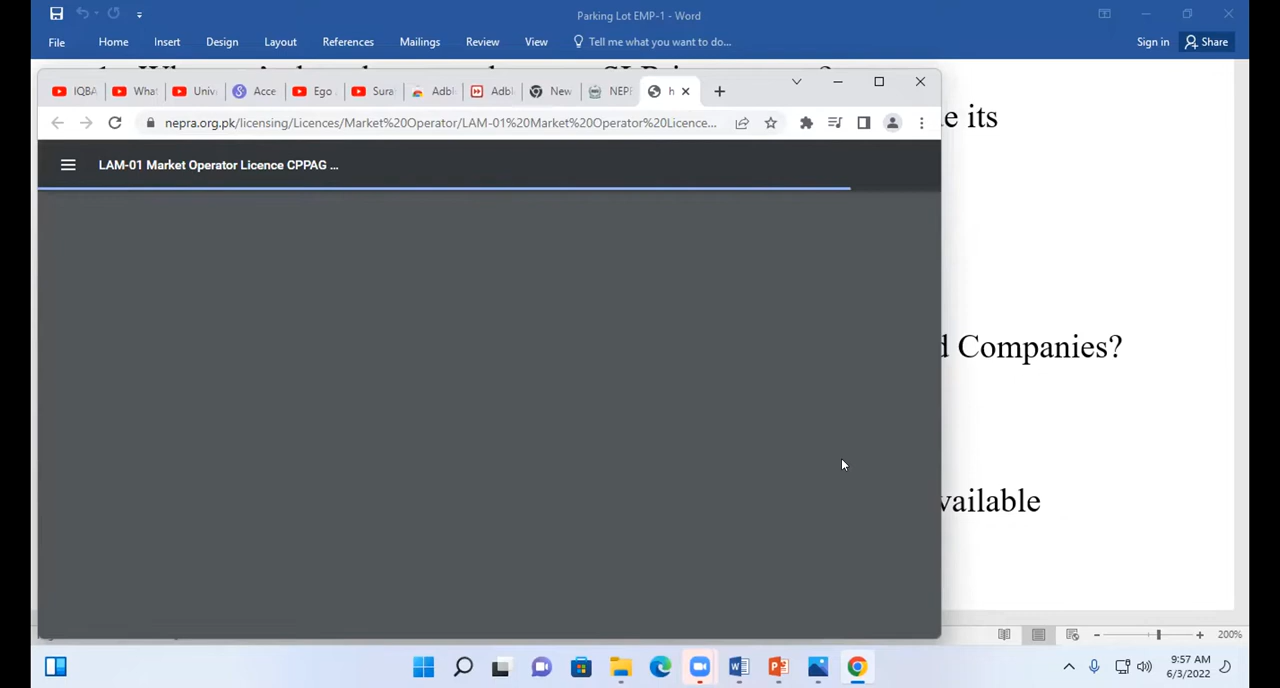 Parking Lot EMP-1 - Word
File Home Insert Design Layout References Mailings Review View Tell me what you want to do... Sign in Share
IQBA What Univ Acce Ego Sura Adbl Adbl New NEPF h
nepra.org.pk/licensing/Licences/Market%20Operator/LAM-01%20Market%20Operator%20Licence...
e its
LAM-01 Market Operator Licence CPPAG ...
d Companies?
vailable
200%
9:57 AM
6/3/2022